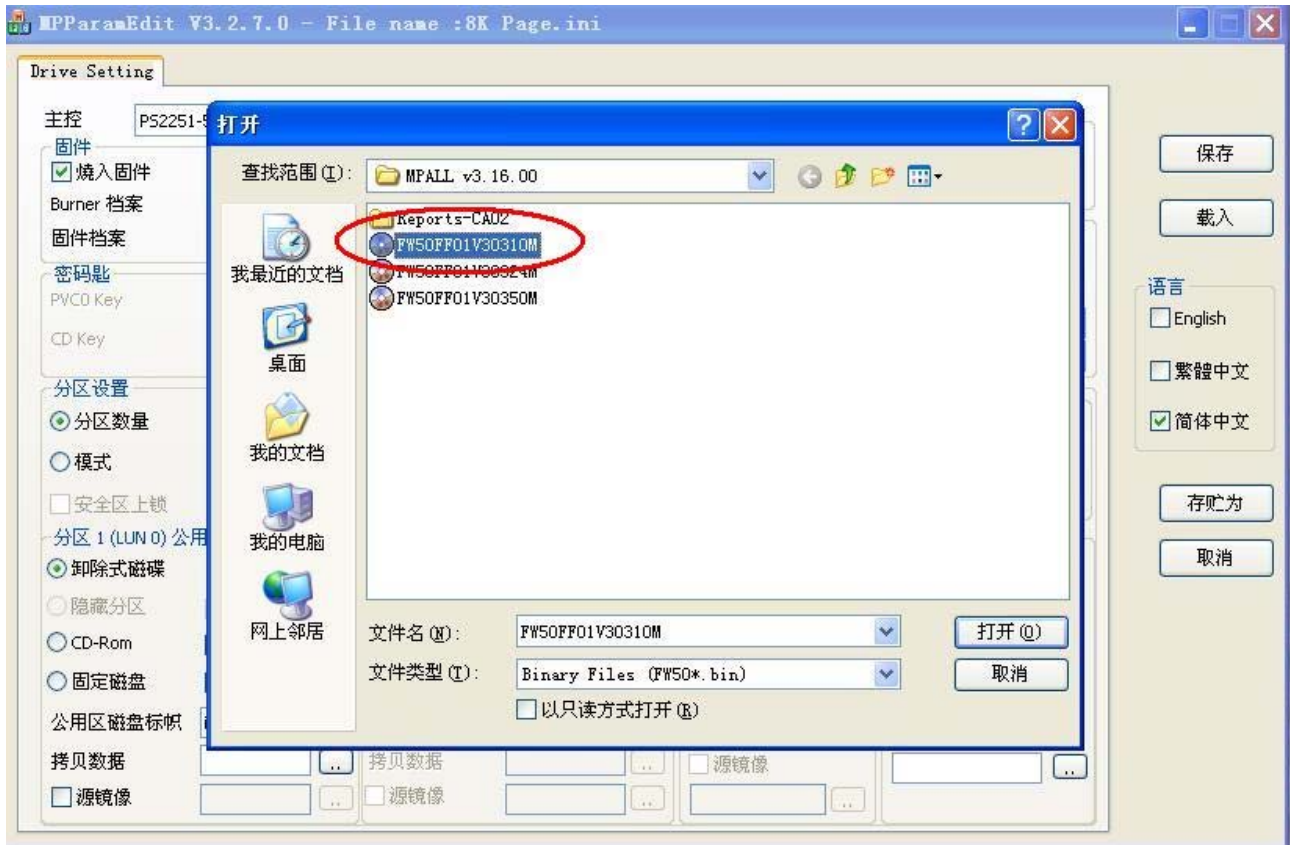 MPParamEdit V3.2.7.0 - File name :8K Page.ini
Drive Setting
主控 PS2251-5
固件
燒入固件
Burner 档案
固件档案
密码匙
PVC0 Key
CD Key
分区设置
分区数量
模式
安全区上锁
分区 1 (LUN 0) 公用
卸除式磁碟
隐藏分区
CD-Rom
固定磁盘
公用区磁盘标帜
拷贝数据 ..
源镜像 ..
打开
查找范围(I): MPALL v3.16.00
我最近的文档
桌面
我的文档
我的电脑
网上邻居
Reports-CAU2
FW50FF01V30310M
FW50FF01V30324M
FW50FF01V30350M
文件名(N): FW50FF01V30310M 打开(O)
文件类型(T): Binary Files (FW50*.bin) 取消
以只读方式打开(R)
拷贝数据 ..
源镜像 ..
源镜像
..
..
保存
载入
语言
English
繁體中文
简体中文
存贮为
取消